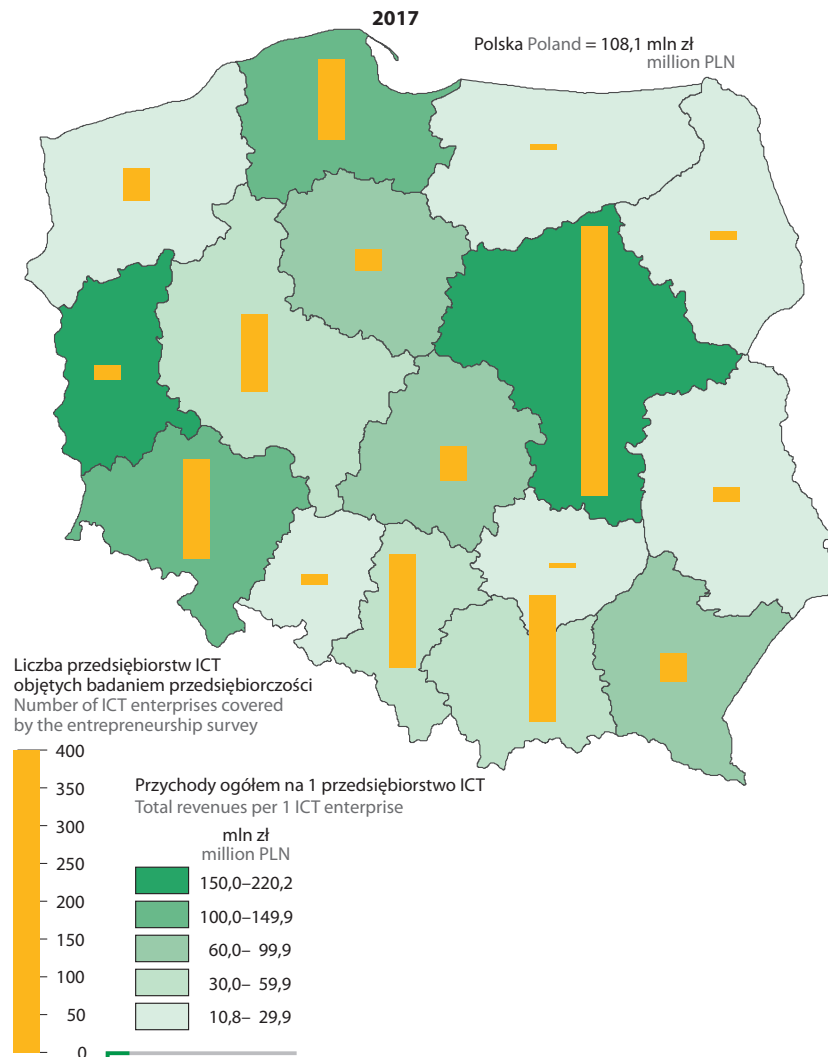 2017
Polska Poland = 108,1 mln zł
million PLN
Liczba przedsiębiorstw ICT
objętych badaniem przedsiębiorczości
Number of ICT enterprises covered
by the entrepreneurship survey
400
350
300
250
200
150
100
50
0
Przychody ogółem na 1 przedsiębiorstwo ICT
Total revenues per 1 ICT enterprise
mln zł
million PLN
150,0–220,2
100,0–149,9
60,0– 99,9
30,0– 59,9
10,8– 29,9